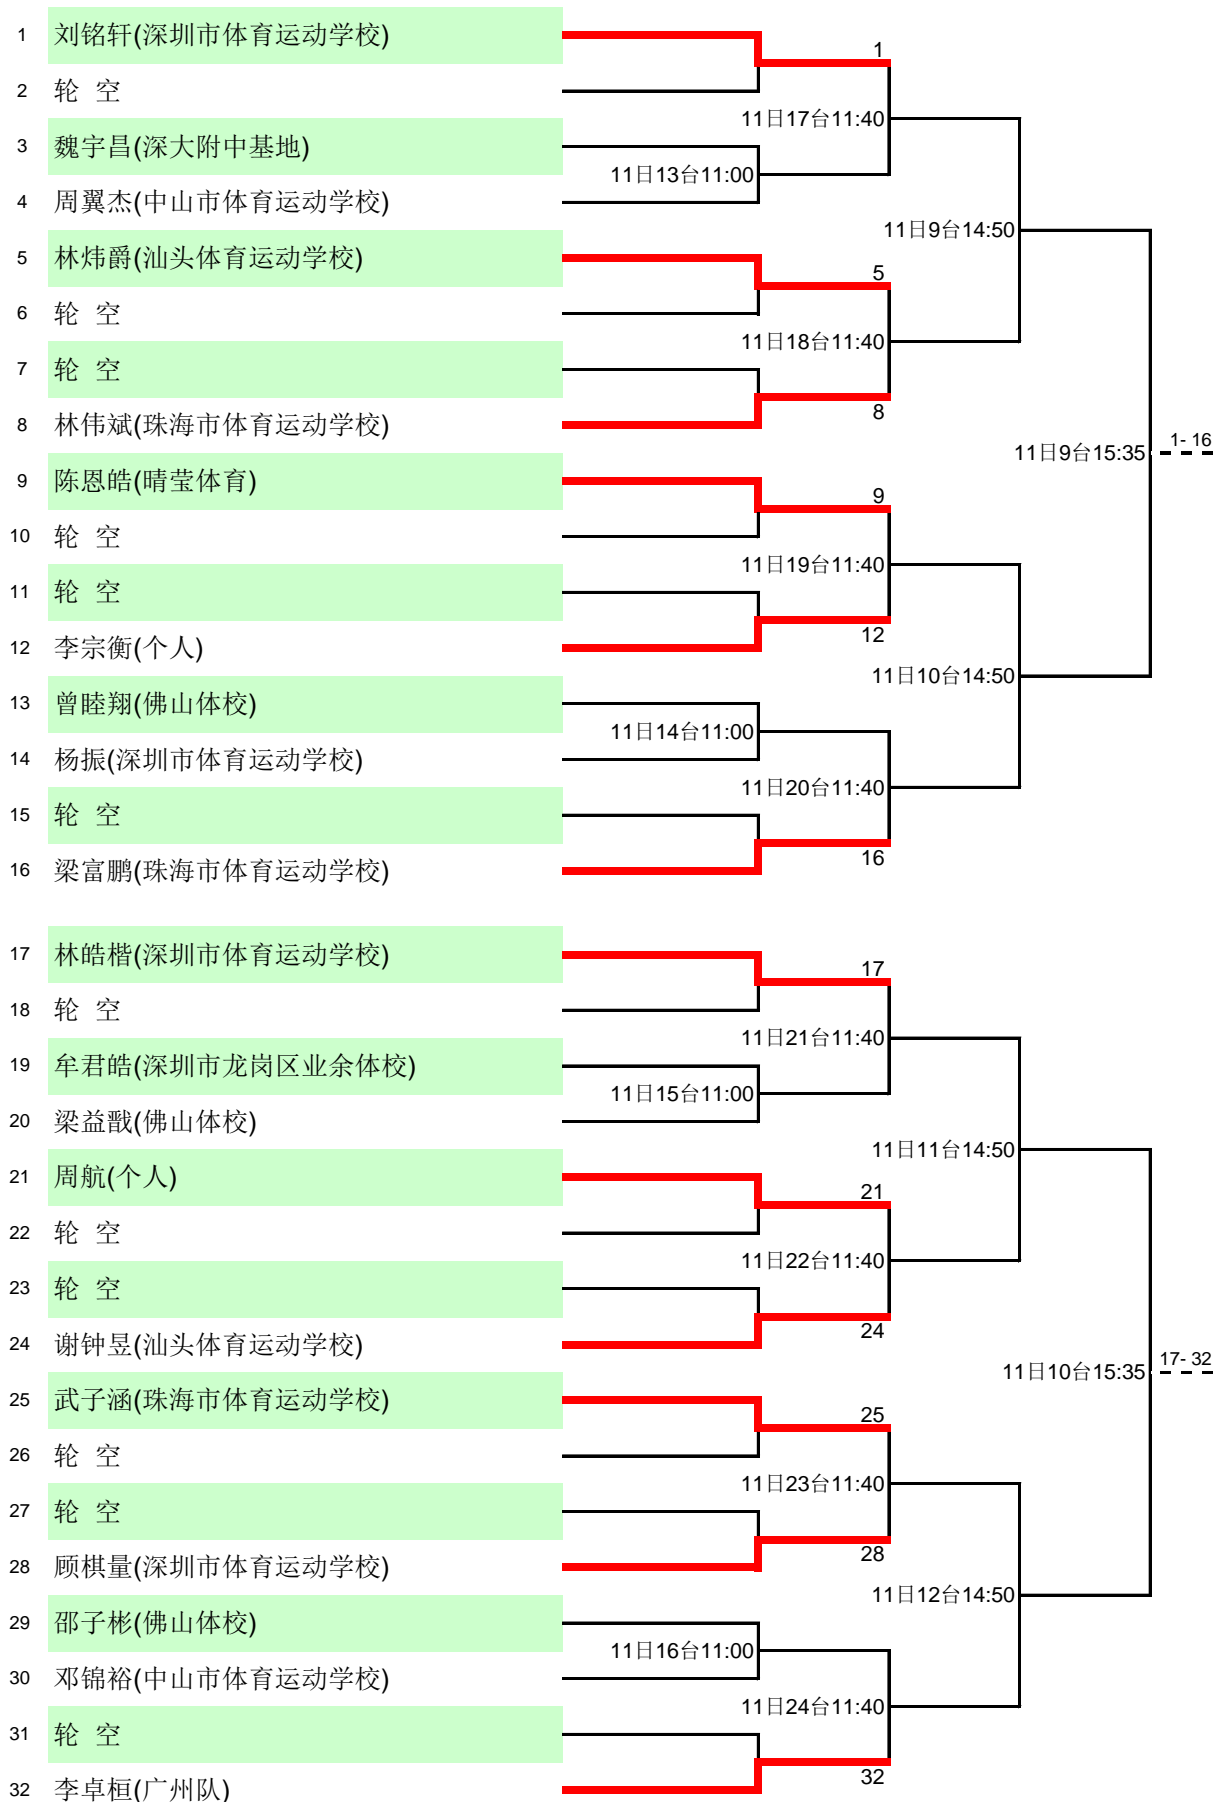 1 刘铭轩(深圳市体育运动学校)
1
2 轮 空
11日17台11:40
3 魏宇昌(深大附中基地)
11日13台11:00
4 周翼杰(中山市体育运动学校)
11日9台14:50
5 林炜爵(汕头体育运动学校)
5
6 轮 空
11日18台11:40
7 轮 空
8 林伟斌(珠海市体育运动学校)
8
11日9台15:35
1- 16
9 陈恩皓(晴莹体育)
9
10 轮 空
11日19台11:40
11 轮 空
12 李宗衡(个人)
12
11日10台14:50
13 曾睦翔(佛山体校)
11日14台11:00
14 杨振(深圳市体育运动学校)
11日20台11:40
15 轮 空
16 梁富鹏(珠海市体育运动学校)
16
17 林皓楷(深圳市体育运动学校)
17
18 轮 空
11日21台11:40
19 牟君皓(深圳市龙岗区业余体校)
11日15台11:00
20 梁益戬(佛山体校)
11日11台14:50
21 周航(个人)
21
22 轮 空
11日22台11:40
23 轮 空
24 谢钟昱(汕头体育运动学校)
24
11日10台15:35
17- 32
25 武子涵(珠海市体育运动学校)
25
26 轮 空
11日23台11:40
27 轮 空
28 顾棋量(深圳市体育运动学校)
28
11日12台14:50
29 邵子彬(佛山体校)
11日16台11:00
30 邓锦裕(中山市体育运动学校)
11日24台11:40
31 轮 空
32 李卓桓(广州队)
32